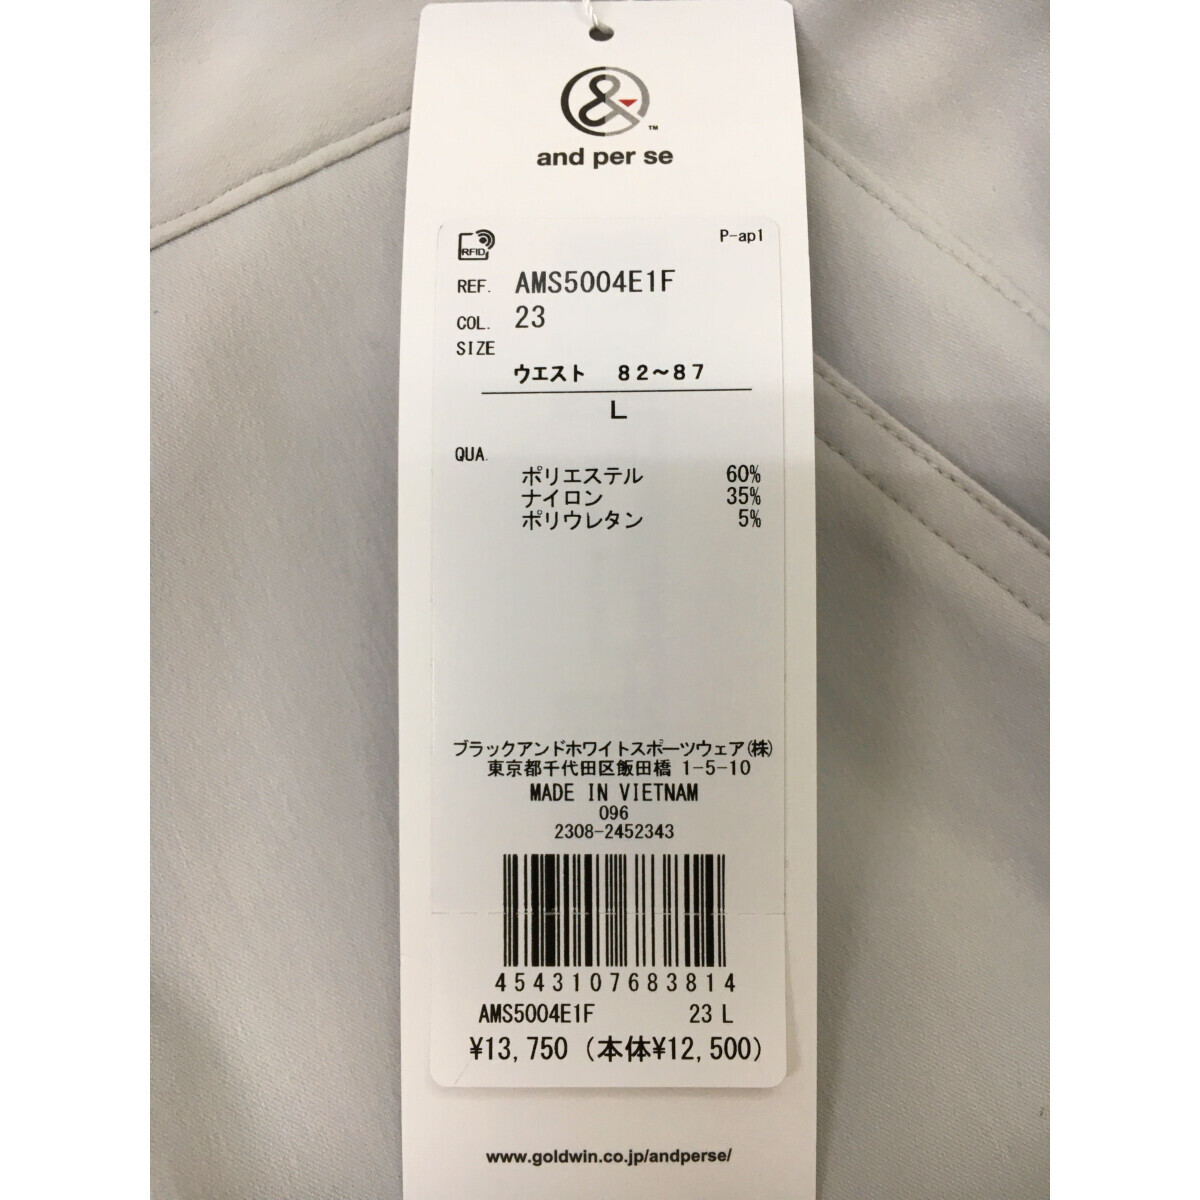 &
TM
and per se
RFID
P-ap1
REF. AMS5004E1F
COL. 23
SIZE
ウエスト 82〜87
L
QUA.
ポリエステル 60%
ナイロン 35%
ポリウレタン 5%
ブラックアンドホワイトスポーツウェア(株)
東京都千代田区飯田橋 1-5-10
MADE IN VIETNAM
096
2308-2452343
4543107683814
AMS5004E1F 23 L
¥13,750 (本体¥12,500)
www.goldwin.co.jp/andperse/